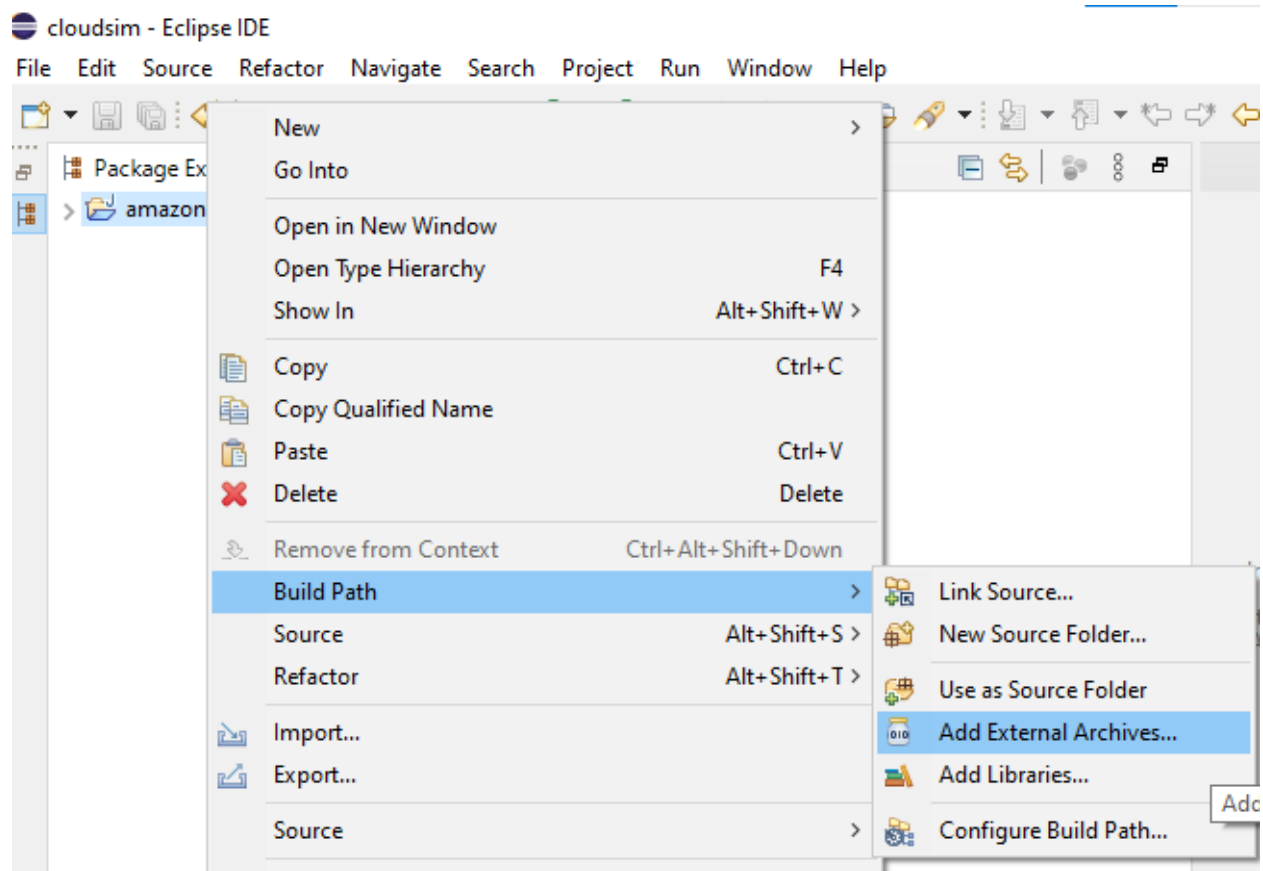 cloudsim - Eclipse IDE
File Edit Source Refactor Navigate Search Project Run Window Help
Package Ex
amazon
New
Go Into
Open in New Window
Open Type Hierarchy F4
Show In Alt+Shift+W >
Copy Ctrl+C
Copy Qualified Name
Paste Ctrl+V
Delete Delete
Remove from Context Ctrl+Alt+Shift+Down
Build Path
Source Alt+Shift+S >
Refactor Alt+Shift+T >
Import...
Export...
Source
Link Source...
New Source Folder...
Use as Source Folder
010 Add External Archives...
Add Libraries...
Add
Configure Build Path...